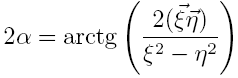 2α = arctg ( 2(ξ⃗η⃗) / (ξ² − η²) )